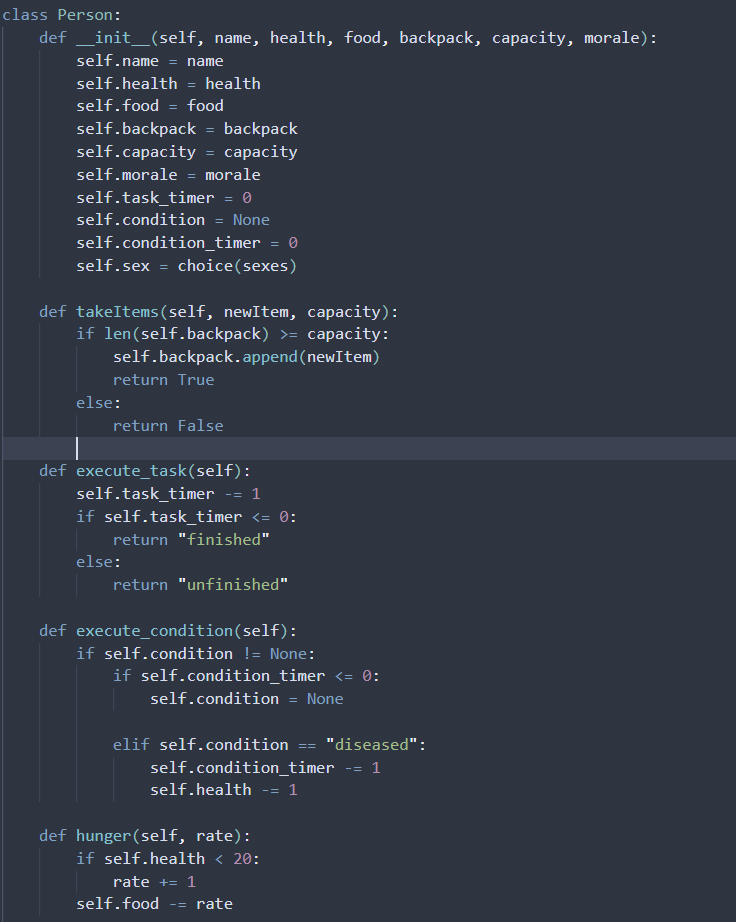 class Person:
    def __init__(self, name, health, food, backpack, capacity, morale):
        self.name = name
        self.health = health
        self.food = food
        self.backpack = backpack
        self.capacity = capacity
        self.morale = morale
        self.task_timer = 0
        self.condition = None
        self.condition_timer = 0
        self.sex = choice(sexes)

    def takeItems(self, newItem, capacity):
        if len(self.backpack) >= capacity:
            self.backpack.append(newItem)
            return True
        else:
            return False

    def execute_task(self):
        self.task_timer -= 1
        if self.task_timer <= 0:
            return "finished"
        else:
            return "unfinished"

    def execute_condition(self):
        if self.condition != None:
            if self.condition_timer <= 0:
                self.condition = None

            elif self.condition == "diseased":
                self.condition_timer -= 1
                self.health -= 1

    def hunger(self, rate):
        if self.health < 20:
            rate += 1
        self.food -= rate